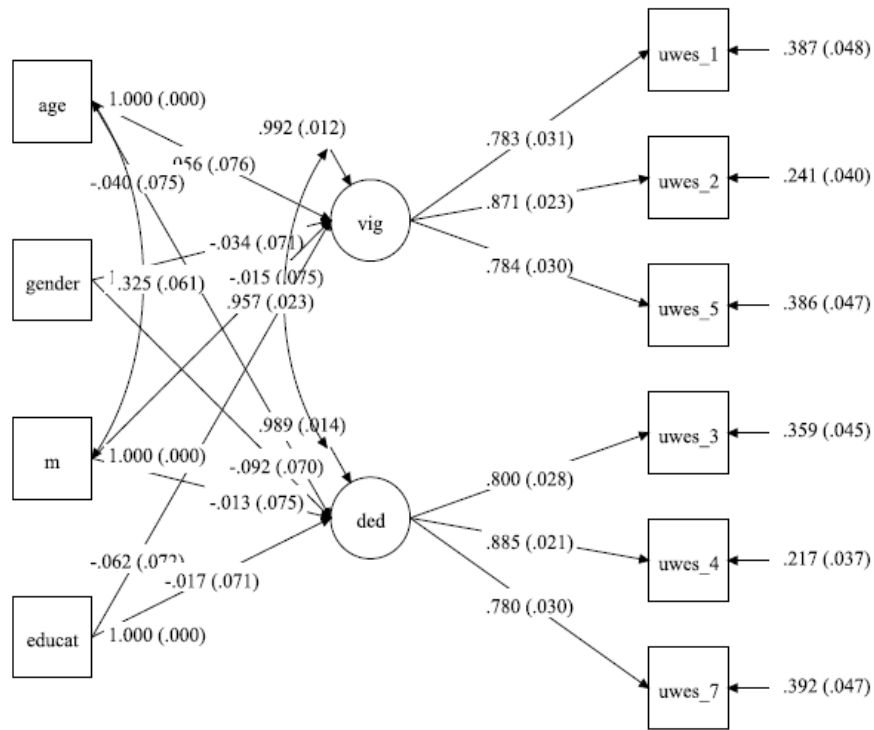 uwes_1
.387 (.048)
age
1.000 (.000)
.992 (.012)
.783 (.031)
056 (.076)
-.040 (.075)
uwes_2
.241 (.040)
.871 (.023)
vig
-.034 (.071)
gender
.784 (.030)
-.015 (.075)
.325 (.061)
.957 (.023)
uwes_5
.386 (.047)
.989 (.014)
uwes_3
.359 (.045)
m
1.000 (.000)
-.092 (.070)
.800 (.028)
-.013 (.075)
ded
.885 (.021)
uwes_4
.217 (.037)
-.017 (.071)
.780 (.030)
educat
1.000 (.000)
uwes_7
.392 (.047)